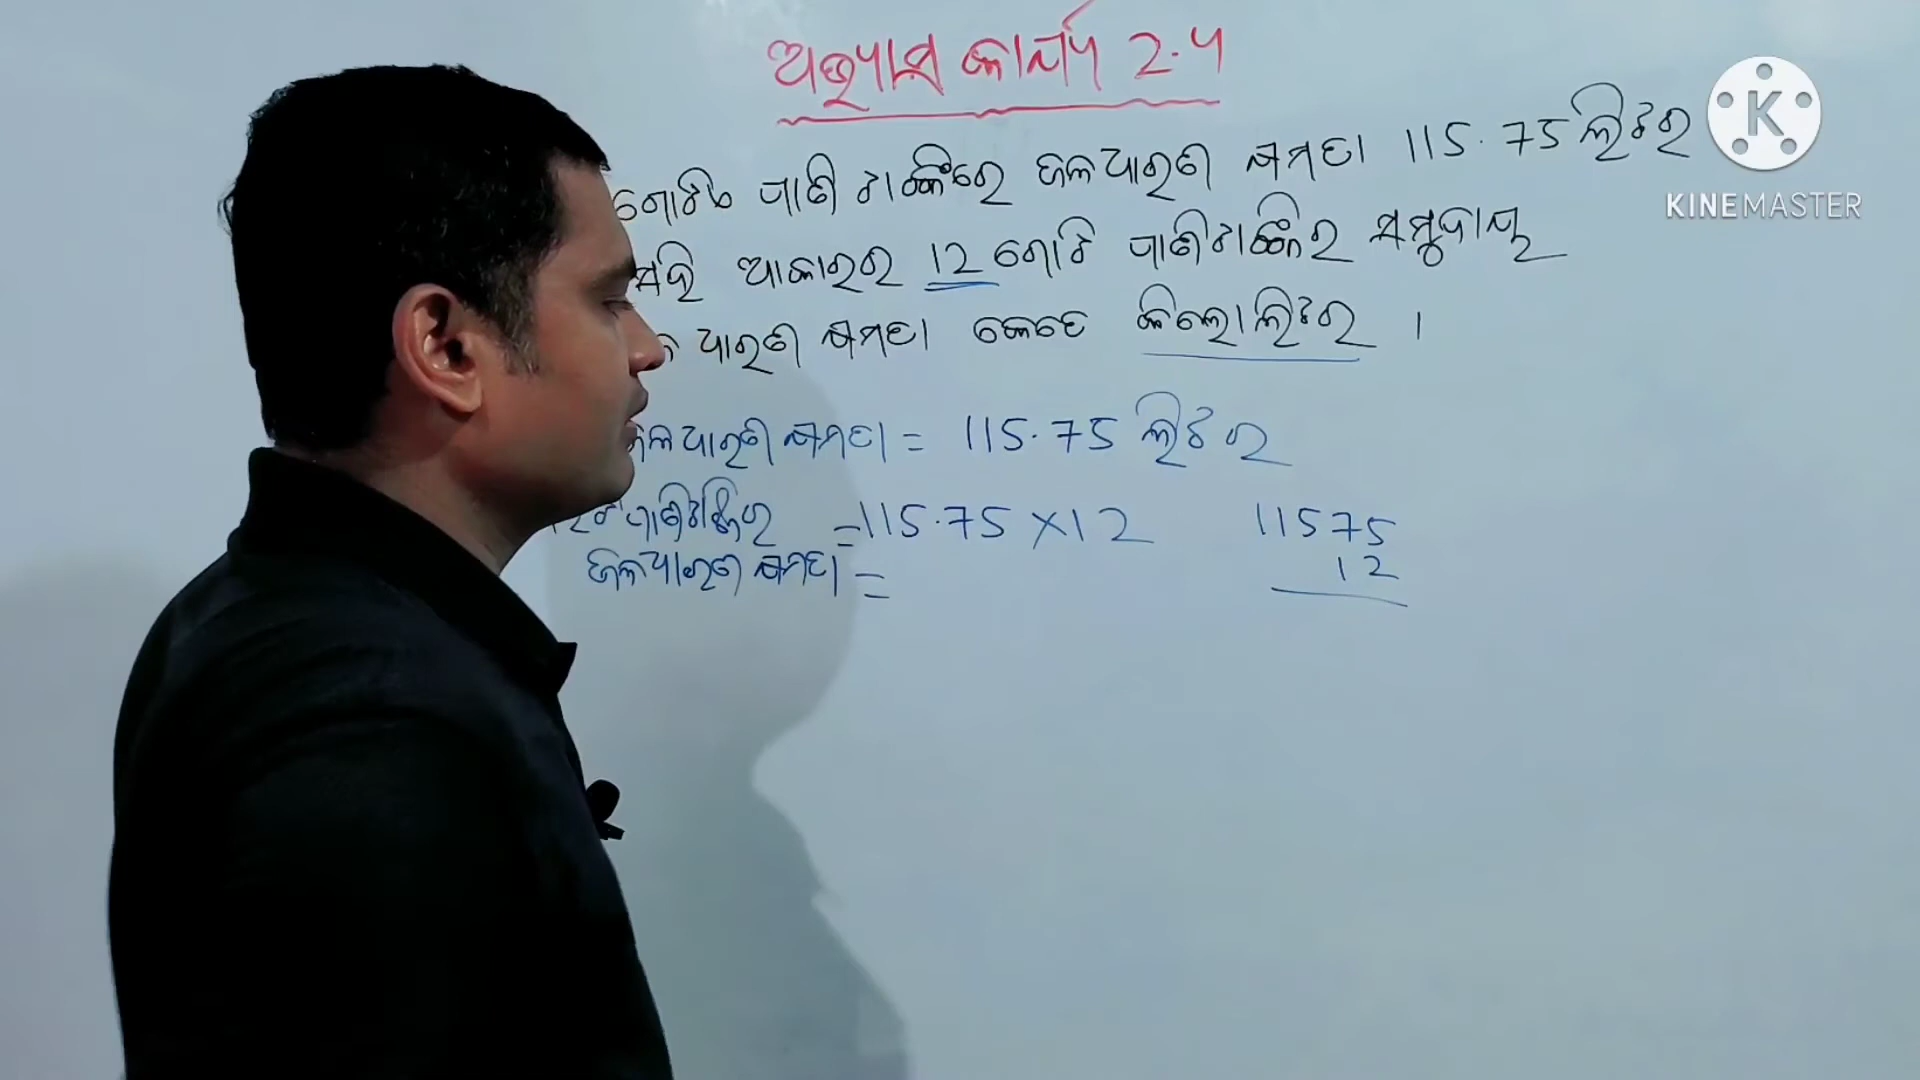 ଅଭ୍ୟାସ କାର୍ଯ୍ୟ 2.୪
ଗୋଟିଏ ପାଣି ଟାଙ୍କିରେ ଜଳଧାରଣ କ୍ଷମତା 115.75 ଲିଟର
ସେହି ଆକାରର 12 ଗୋଟି ପାଣିଟାଙ୍କିର ସମୁଦାୟ
ଧାରଣ କ୍ଷମତା କେତେ କିଲୋଲିଟର ।
ଜଳଧାରଣ କ୍ଷମତା = 115.75 ଲିଟର
ପାଣିଟାଙ୍କିର =115.75 ×12
ଜଳଧାରଣ କ୍ଷମତା =
11575
12
K
KINEMASTER